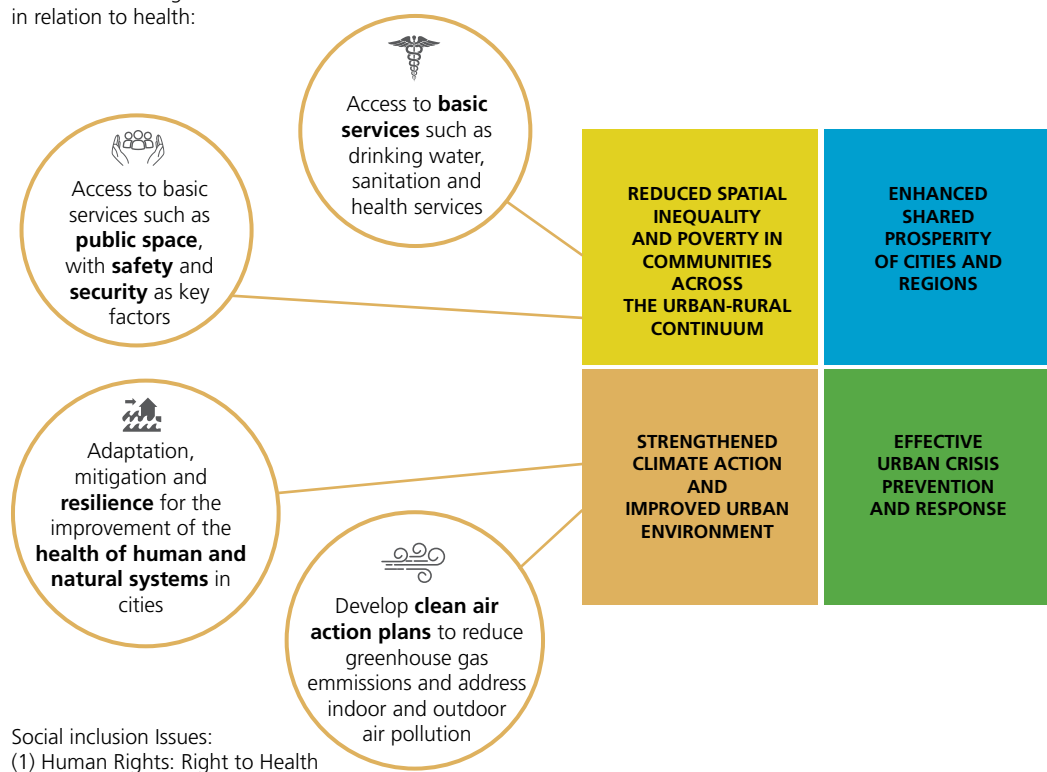 in relation to health:
Access to basic
services such as
drinking water,
sanitation and
health services
Access to basic
services such as
public space,
with safety and
security as key
factors
REDUCED SPATIAL
INEQUALITY
AND POVERTY IN
COMMUNITIES
ACROSS
THE URBAN-RURAL
CONTINUUM
ENHANCED
SHARED
PROSPERITY
OF CITIES AND
REGIONS
Adaptation,
mitigation and
resilience for the
improvement of the
health of human and
natural systems in
cities
STRENGTHENED
CLIMATE ACTION
AND
IMPROVED URBAN
ENVIRONMENT
EFFECTIVE
URBAN CRISIS
PREVENTION
AND RESPONSE
Develop clean air
action plans to reduce
greenhouse gas
emmissions and address
indoor and outdoor
air pollution
Social inclusion Issues:
(1) Human Rights: Right to Health